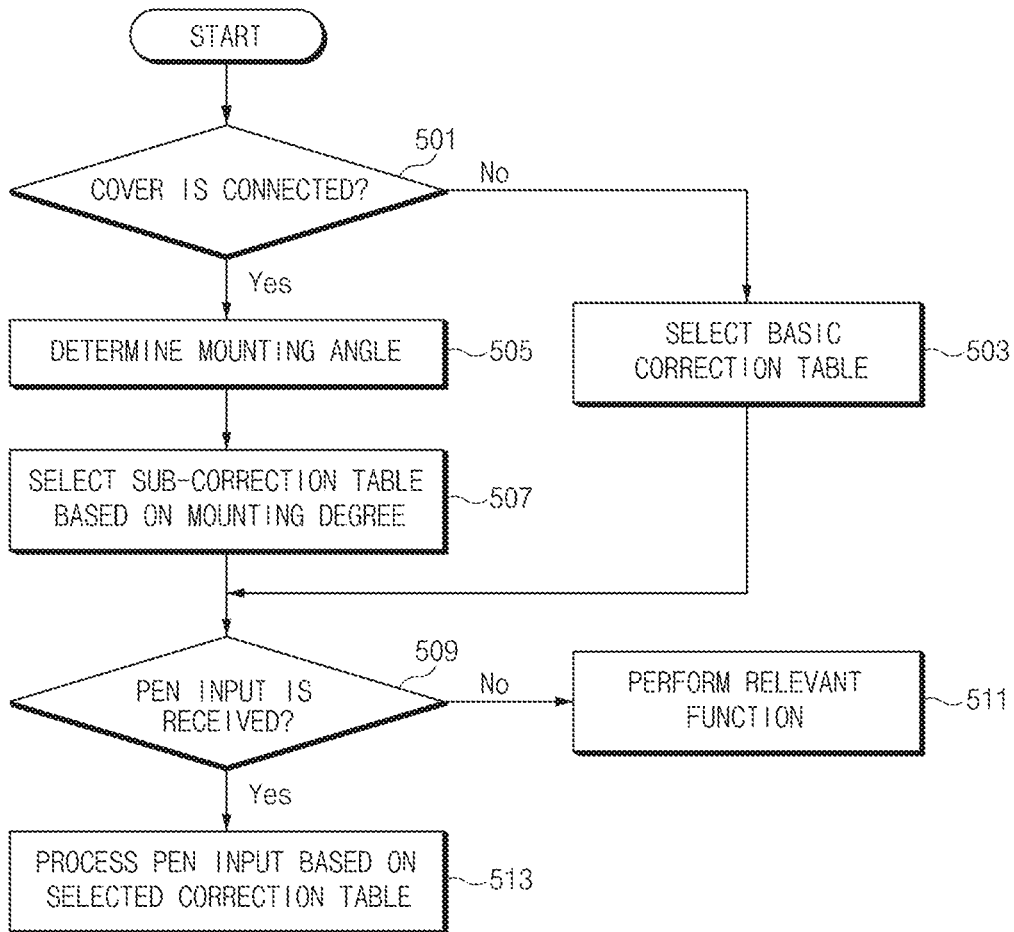 START
501
COVER IS CONNECTED?
No
Yes
DETERMINE MOUNTING ANGLE
505
SELECT BASIC
CORRECTION TABLE
503
SELECT SUB-CORRECTION TABLE
BASED ON MOUNTING DEGREE
507
509
PEN INPUT IS
RECEIVED?
No
PERFORM RELEVANT
FUNCTION
511
Yes
PROCESS PEN INPUT BASED ON
SELECTED CORRECTION TABLE
513